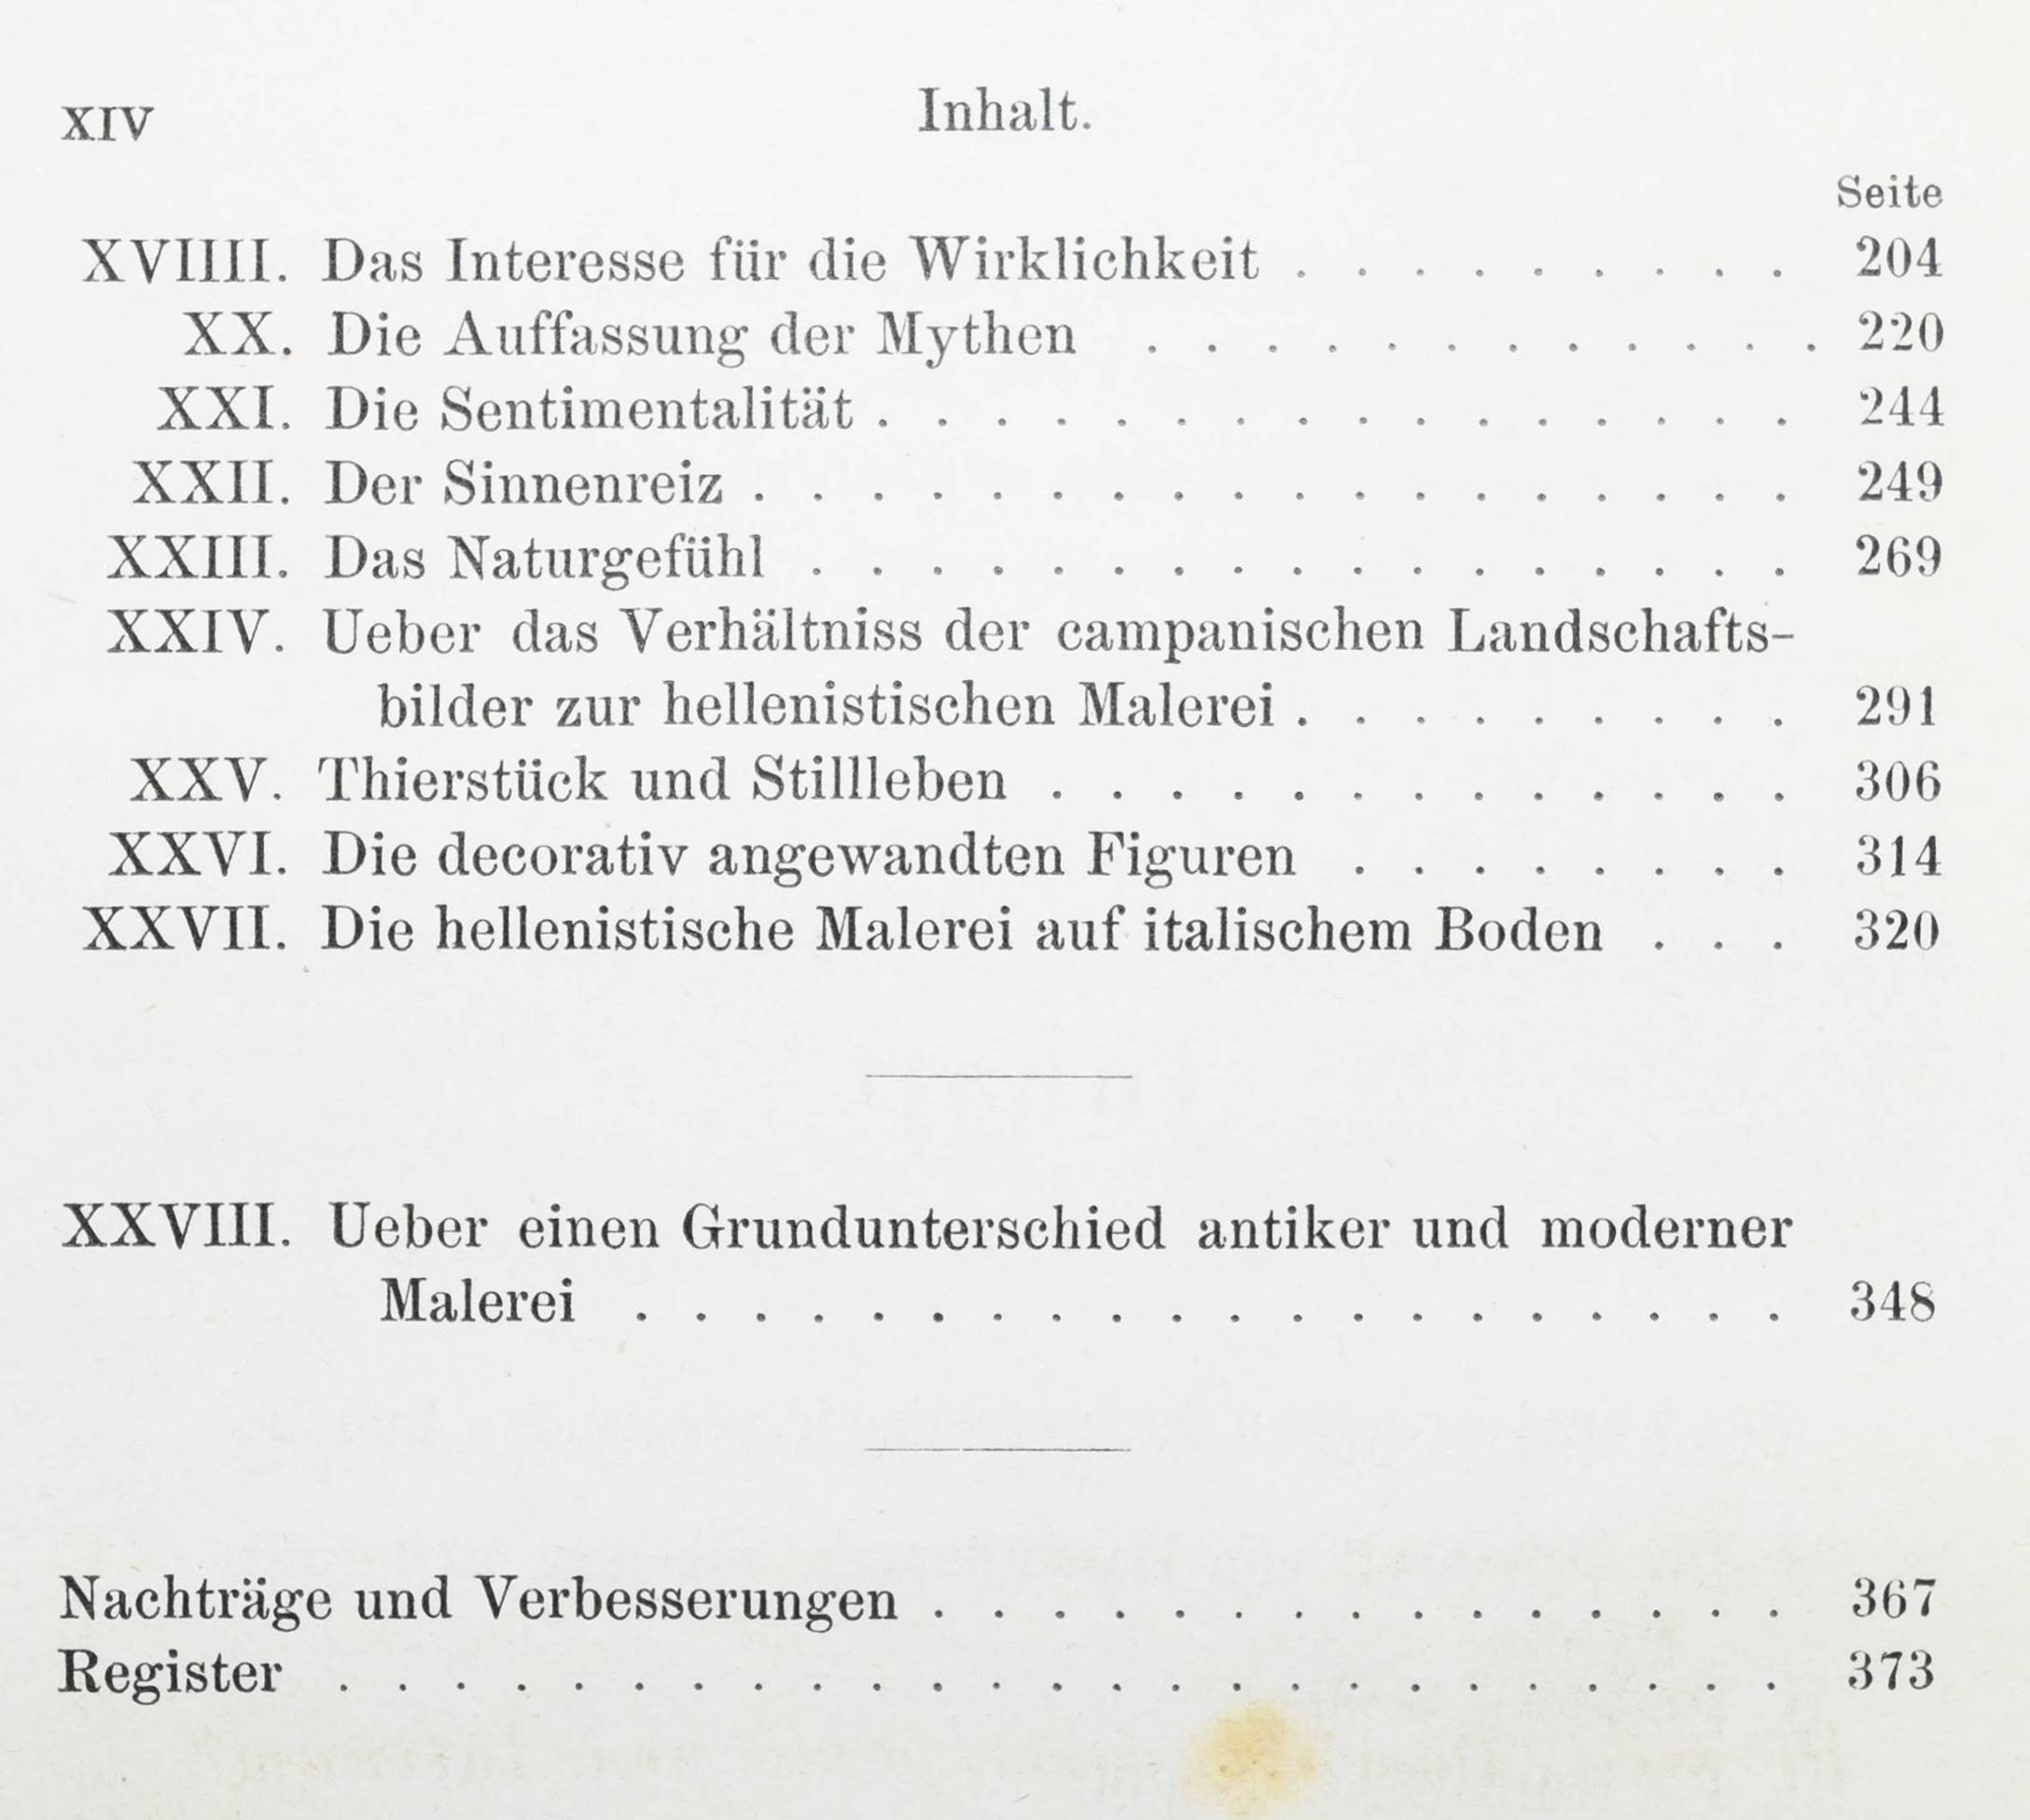 XIV Inhalt.
Seite
XVIIII. Das Interesse für die Wirklichkeit . . . . . . . . . 204
XX. Die Auffassung der Mythen . . . . . . . . . . . . 220
XXI. Die Sentimentalität . . . . . . . . . . . . . . . . 244
XXII. Der Sinnenreiz . . . . . . . . . . . . . . . . . . 249
XXIII. Das Naturgefühl . . . . . . . . . . . . . . . . . 269
XXIV. Ueber das Verhältniss der campanischen Landschafts-
bilder zur hellenistischen Malerei . . . . . . . . . 291
XXV. Thierstück und Stillleben . . . . . . . . . . . . . 306
XXVI. Die decorativ angewandten Figuren . . . . . . . . 314
XXVII. Die hellenistische Malerei auf italischem Boden . . . 320
XXVIII. Ueber einen Grundunterschied antiker und moderner
Malerei . . . . . . . . . . . . . . . . . . . . 348
Nachträge und Verbesserungen . . . . . . . . . . . . . . . 367
Register . . . . . . . . . . . . . . . . . . . . . . . . . 373